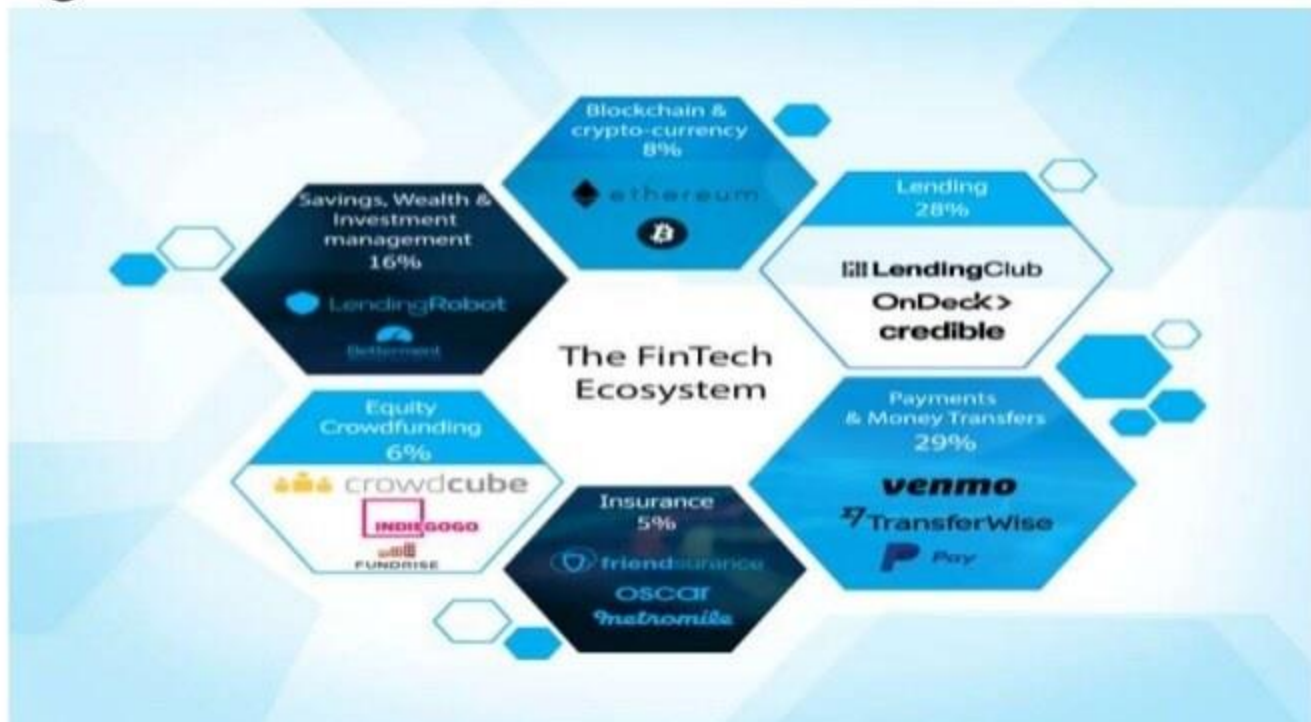 Blockchain &
crypto-currency
8%
ethereum
Lending
28%
LendingClub
OnDeck>
credible
Savings, Wealth &
Investment
management
16%
LendingRobot
Betterment
The FinTech
Ecosystem
Payments
& Money Transfers
29%
venmo
TransferWise
Pay
Equity
Crowdfunding
6%
crowdcube
INDIEGOGO
FUNDRISE
Insurance
5%
friendsurance
oscar
metromile